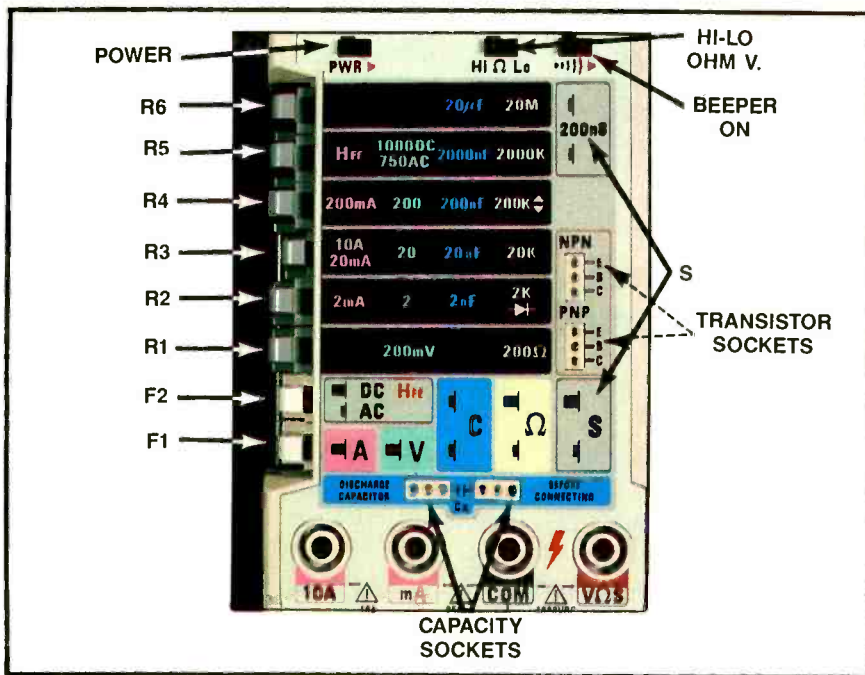 POWER
HI-LO
OHM V.
PWR
Hi Ω Lo
BEEPER
ON
R6
20µF 20M
200nS
R5
HFE 1000DC 2000nF 2000K
750AC
R4
200mA 200 200nF 200K
R3
10A 20 20nF 20K
20mA
NPN
E
B
C
S
R2
2mA 2 2nF 2K
PNP
E
B
C
TRANSISTOR
SOCKETS
R1
200mV 200Ω
F2
DC HFE
AC
C Ω S
F1
A V
DISCHARGE
CAPACITOR
CX
BEFORE
CONNECTING
10A mA COM VΩS
CAPACITY
SOCKETS